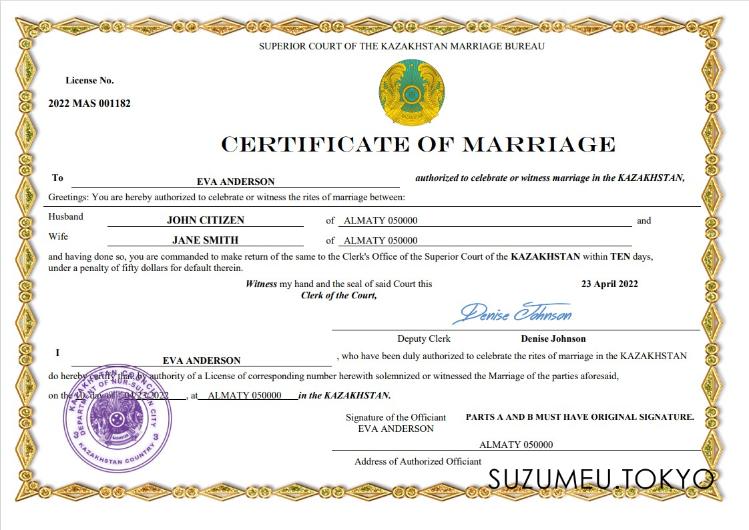 SUPERIOR COURT OF THE KAZAKHSTAN MARRIAGE BUREAU
License No.
2022 MAS 001182
CERTIFICATE OF MARRIAGE
To EVA ANDERSON authorized to celebrate or witness marriage in the KAZAKHSTAN,
Greetings: You are hereby authorized to celebrate or witness the rites of marriage between:
Husband JOHN CITIZEN of ALMATY 050000 and
Wife JANE SMITH of ALMATY 050000
and having done so, you are commanded to make return of the same to the Clerk's Office of the Superior Court of the KAZAKHSTAN within TEN days,
under a penalty of fifty dollars for default therein.
Witness my hand and the seal of said Court this 23 April 2022
Clerk of the Court,
Denise Johnson
Deputy Clerk Denise Johnson
I EVA ANDERSON , who have been duly authorized to celebrate the rites of marriage in the KAZAKHSTAN
do hereby certify that by authority of a License of corresponding number herewith solemnized or witnessed the Marriage of the parties aforesaid,
on the day of 04/23/2022 , at ALMATY 050000 in the KAZAKHSTAN.
KAZAKHSTAN COUNCIL
DEPARTMENT OF NUR-SULTAN CITY
KAZAKHSTAN COUNTRY
Signature of the Officiant PARTS A AND B MUST HAVE ORIGINAL SIGNATURE.
EVA ANDERSON
ALMATY 050000
Address of Authorized Officiant
SUZUMEU.TOKYO